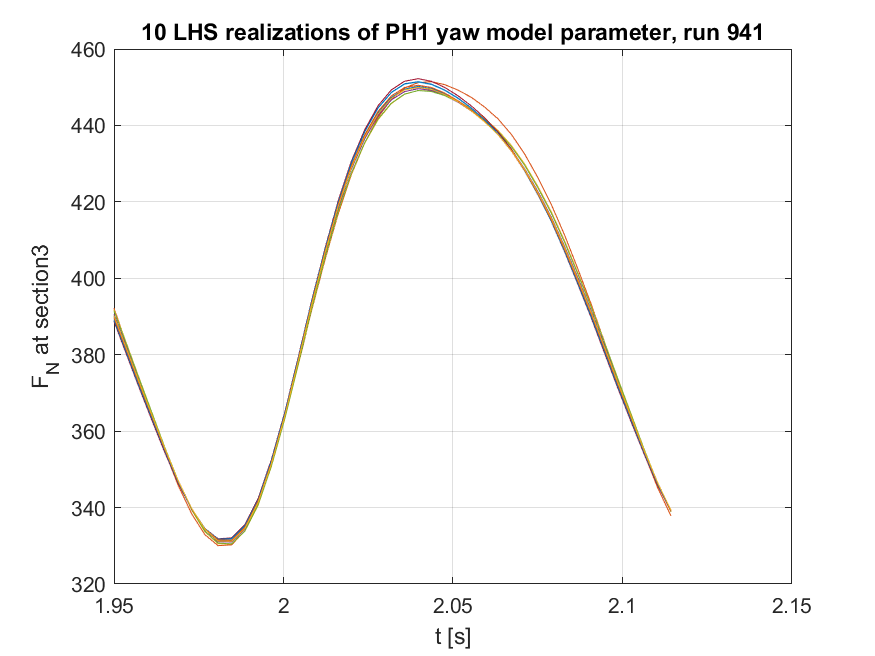 10 LHS realizations of PH1 yaw model parameter, run 941
460
440
420
400
380
360
340
320
F_N at section3
1.95 2 2.05 2.1 2.15
t [s]